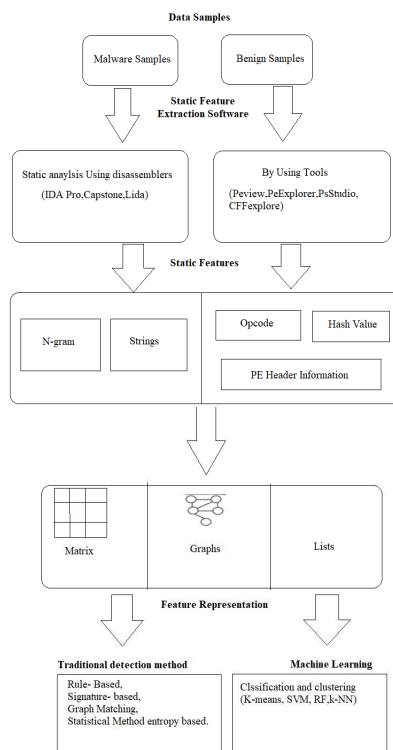 Data Samples
Malware Samples
Benign Samples
Static Feature
Extraction Software
Static anaylsis Using disassemblers
(IDA Pro,Capstone,Lida)
By Using Tools
(Peview,PeExplorer,PsStudio,
CFFexplore)
Static Features
N-gram
Strings
Opcode
Hash Value
PE Header Information
Matrix
Graphs
Lists
Feature Representation
Traditional detection method
Rule- Based,
Signature- based,
Graph Matching,
Statistical Method entropy based.
Machine Learning
Clssification and clustering
(K-means, SVM, RF,k-NN)